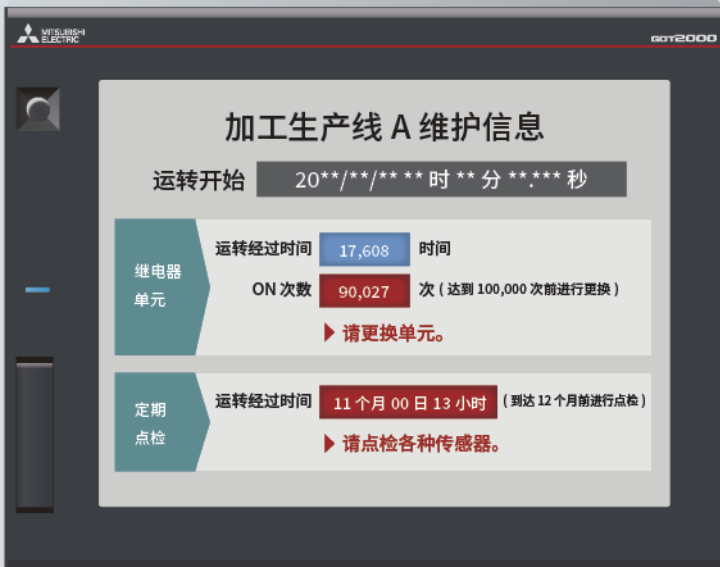 MITSUBISHI
ELECTRIC
GOT2000
加工生产线 A 维护信息
运转开始 20**/**/** ** 时 ** 分 **.*** 秒
继电器
单元
运转经过时间 17,608 时间
ON 次数 90,027 次 ( 达到 100,000 次前进行更换 )
请更换单元。
定期
点检
运转经过时间 11 个月 00 日 13 小时 ( 到达 12 个月前进行点检 )
请点检各种传感器。